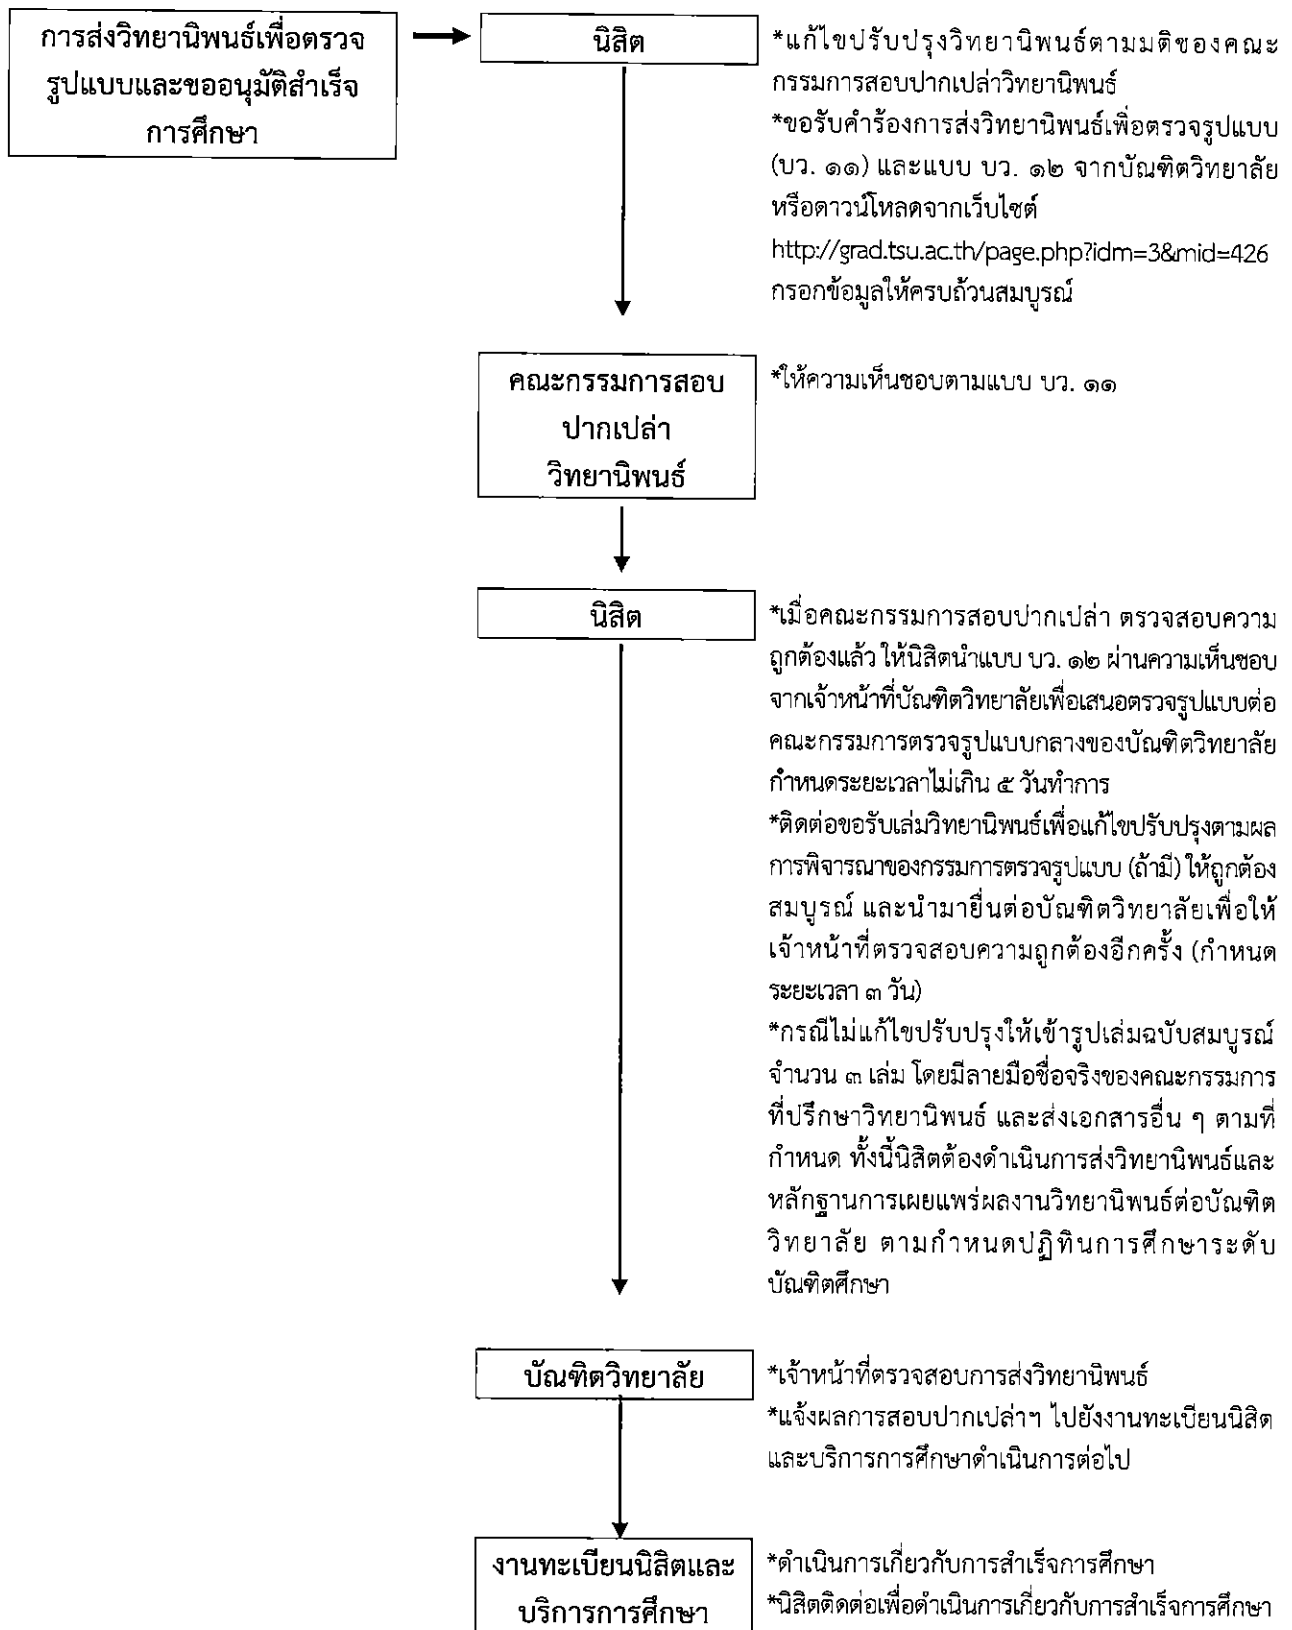 การส่งวิทยานิพนธ์เพื่อตรวจ
รูปแบบและขออนุมัติสำเร็จ
การศึกษา
นิสิต
*แก้ไขปรับปรุงวิทยานิพนธ์ตามมติของคณะ
กรรมการสอบปากเปล่าวิทยานิพนธ์
*ขอรับคำร้องการส่งวิทยานิพนธ์เพื่อตรวจรูปแบบ
(บว. ๑๑) และแบบ บว. ๑๒ จากบัณฑิตวิทยาลัย
หรือดาวน์โหลดจากเว็บไซต์
http://grad.tsu.ac.th/page.php?idm=3&mid=426
กรอกข้อมูลให้ครบถ้วนสมบูรณ์
คณะกรรมการสอบ
ปากเปล่า
วิทยานิพนธ์
*ให้ความเห็นชอบตามแบบ บว. ๑๑
นิสิต
*เมื่อคณะกรรมการสอบปากเปล่า ตรวจสอบความ
ถูกต้องแล้ว ให้นิสิตนำแบบ บว. ๑๒ ผ่านความเห็นชอบ
จากเจ้าหน้าที่บัณฑิตวิทยาลัยเพื่อเสนอตรวจรูปแบบต่อ
คณะกรรมการตรวจรูปแบบกลางของบัณฑิตวิทยาลัย
กำหนดระยะเวลาไม่เกิน ๕ วันทำการ
*ติดต่อขอรับเล่มวิทยานิพนธ์เพื่อแก้ไขปรับปรุงตามผล
การพิจารณาของกรรมการตรวจรูปแบบ (ถ้ามี) ให้ถูกต้อง
สมบูรณ์ และนำมายื่นต่อบัณฑิตวิทยาลัยเพื่อให้
เจ้าหน้าที่ตรวจสอบความถูกต้องอีกครั้ง (กำหนด
ระยะเวลา ๓ วัน)
*กรณีไม่แก้ไขปรับปรุงให้เข้ารูปเล่มฉบับสมบูรณ์
จำนวน ๓ เล่ม โดยมีลายมือชื่อจริงของคณะกรรมการ
ที่ปรึกษาวิทยานิพนธ์ และส่งเอกสารอื่น ๆ ตามที่
กำหนด ทั้งนี้นิสิตต้องดำเนินการส่งวิทยานิพนธ์และ
หลักฐานการเผยแพร่ผลงานวิทยานิพนธ์ต่อบัณฑิต
วิทยาลัย ตามกำหนดปฏิทินการศึกษาระดับ
บัณฑิตศึกษา
บัณฑิตวิทยาลัย
*เจ้าหน้าที่ตรวจสอบการส่งวิทยานิพนธ์
*แจ้งผลการสอบปากเปล่าฯ ไปยังงานทะเบียนนิสิต
และบริการการศึกษาดำเนินการต่อไป
งานทะเบียนนิสิตและ
บริการการศึกษา
*ดำเนินการเกี่ยวกับการสำเร็จการศึกษา
*นิสิตติดต่อเพื่อดำเนินการเกี่ยวกับการสำเร็จการศึกษา